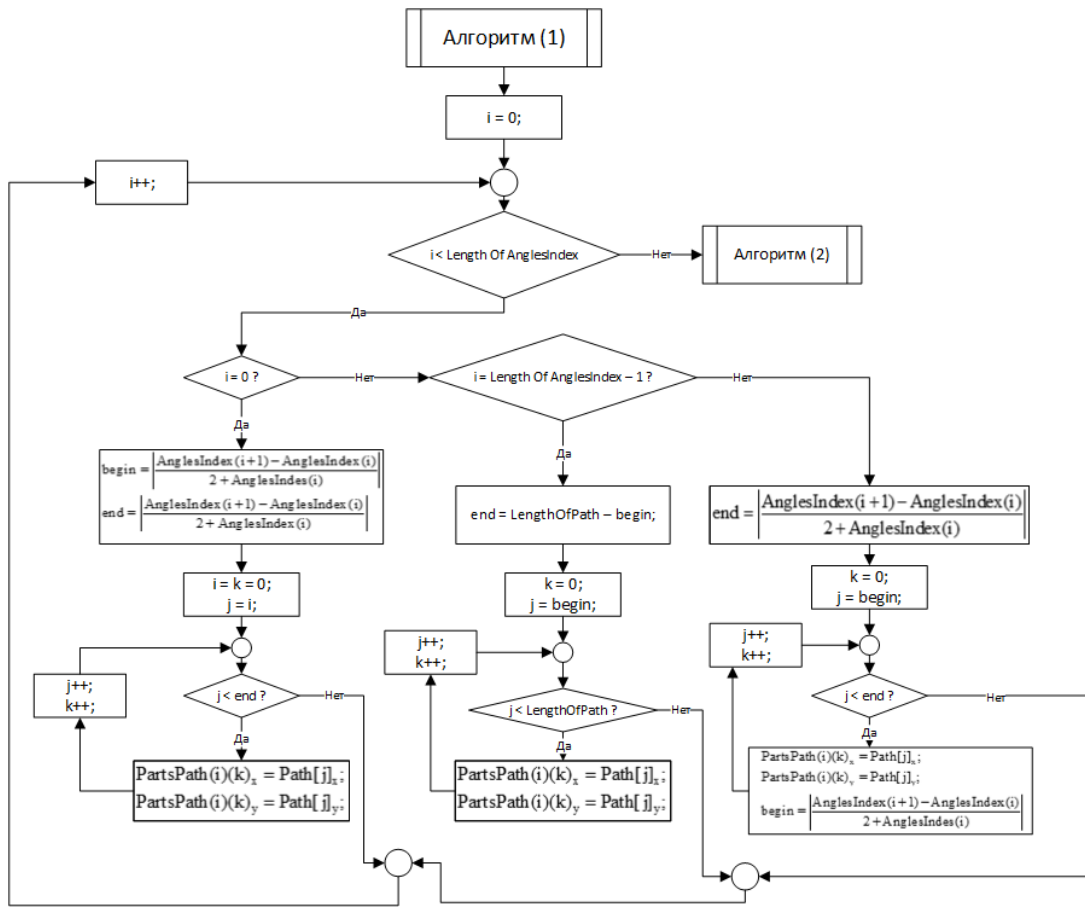 Алгоритм (1)
i = 0;
i++;
i < Length Of AnglesIndex
Нет
Алгоритм (2)
Да
i = 0 ?
Нет
i = Length Of AnglesIndex – 1 ?
Нет
Да
Да
begin = |AnglesIndex(i+1) − AnglesIndex(i) / 2 + AnglesIndes(i)|
end = |AnglesIndex(i+1) − AnglesIndex(i) / 2 + AnglesIndex(i)|
end = LengthOfPath – begin;
end = |AnglesIndex(i+1) − AnglesIndex(i) / 2 + AnglesIndex(i)|
i = k = 0;
j = i;
k = 0;
j = begin;
k = 0;
j = begin;
j++;
k++;
j++;
k++;
j++;
k++;
j < end ?
Нет
j < LengthOfPath ?
Нет
j < end ?
Нет
Да
Да
Да
PartsPath(i)(k)x = Path[j]x;
PartsPath(i)(k)y = Path[j]y;
PartsPath(i)(k)x = Path[j]x;
PartsPath(i)(k)y = Path[j]y;
PartsPath(i)(k)x = Path[j]x;
PartsPath(i)(k)y = Path[j]y;
begin = |AnglesIndex(i+1) − AnglesIndex(i) / 2 + AnglesIndes(i)|